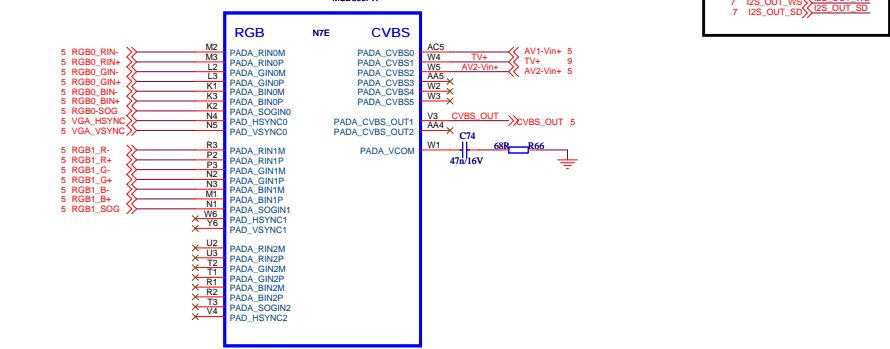 7 I2S_OUT_WS
7 I2S_OUT_SD I2S_OUT_SD
RGB N7E CVBS
5 RGB0_RIN- M2 PADA_RIN0M
5 RGB0_RIN+ M3 PADA_RIN0P
5 RGB0_GIN- L2 PADA_GIN0M
5 RGB0_GIN+ L3 PADA_GIN0P
5 RGB0_BIN- K1 PADA_BIN0M
5 RGB0_BIN+ K3 PADA_BIN0P
5 RGB0-SOG K2 PADA_SOGIN0
5 VGA_HSYNC N4 PAD_HSYNC0
5 VGA_VSYNC N5 PAD_VSYNC0
5 RGB1_R- R3 PADA_RIN1M
5 RGB1_R+ P2 PADA_RIN1P
5 RGB1_G- P3 PADA_GIN1M
5 RGB1_G+ N2 PADA_GIN1P
5 RGB1_B- N3 PADA_BIN1M
5 RGB1_B+ M1 PADA_BIN1P
5 RGB1_SOG N1 PADA_SOGIN1
W6 PAD_HSYNC1
Y6 PAD_VSYNC1
U2 PADA_RIN2M
U3 PADA_RIN2P
T2 PADA_GIN2M
T1 PADA_GIN2P
R1 PADA_BIN2M
R2 PADA_BIN2P
T3 PADA_SOGIN2
V4 PAD_HSYNC2
PADA_CVBS0 AC5 AV1-Vin+ 5
PADA_CVBS1 W4 TV+ TV+ 9
PADA_CVBS2 W5 AV2-Vin+ AV2-Vin+ 5
PADA_CVBS3 AA5
PADA_CVBS4 W2
PADA_CVBS5 W3
PADA_CVBS_OUT1 V3 CVBS_OUT CVBS_OUT 5
PADA_CVBS_OUT2 AA4
PADA_VCOM W1 C74 68R R66
47n/16V